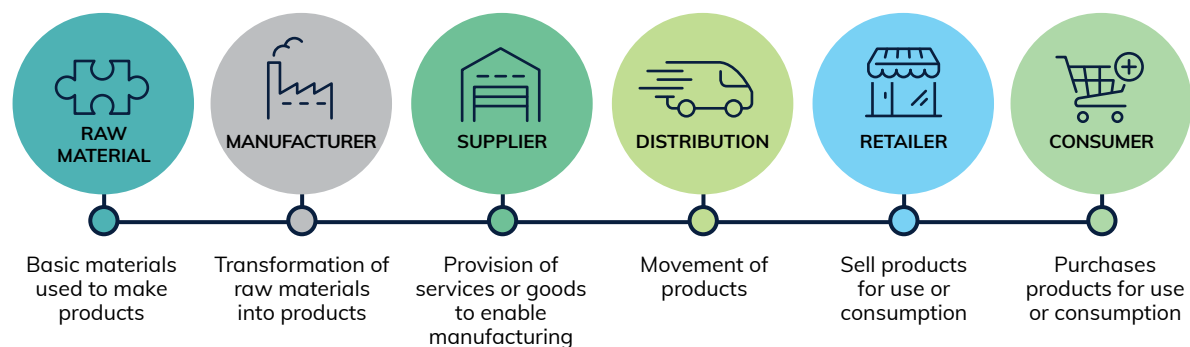 RAW
MATERIAL
MANUFACTURER
SUPPLIER
DISTRIBUTION
RETAILER
CONSUMER
Basic materials
used to make
products
Transformation of
raw materials
into products
Provision of
services or goods
to enable
manufacturing
Movement of
products
Sell products
for use or
consumption
Purchases
products for use
or consumption